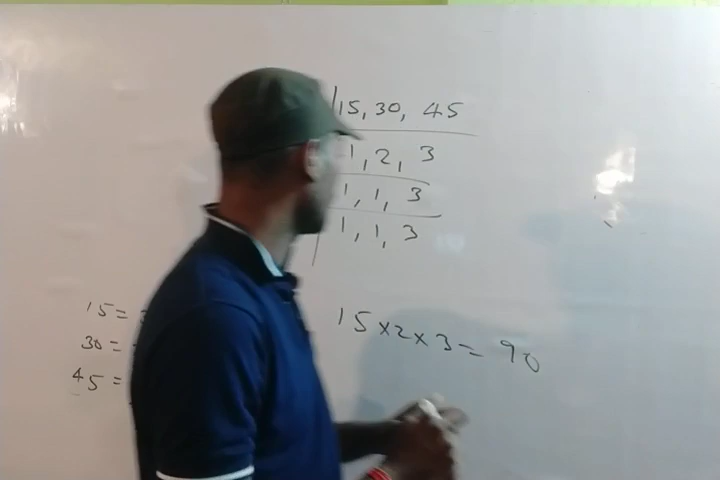 15, 30, 45
1, 2, 3
1, 1, 3
1, 1, 3
15=
30=
45=
15×2×3=90